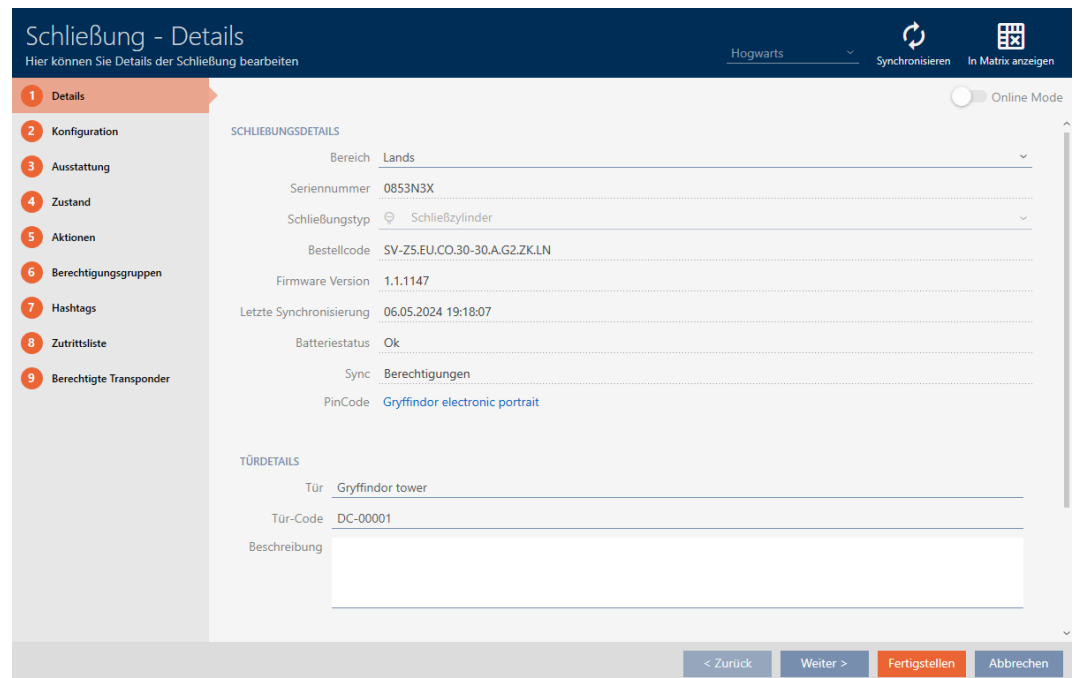 Schließung - Details
Hier können Sie Details der Schließung bearbeiten
Hogwarts
Synchronisieren
In Matrix anzeigen
1 Details
2 Konfiguration
3 Ausstattung
4 Zustand
5 Aktionen
6 Berechtigungsgruppen
7 Hashtags
8 Zutrittsliste
9 Berechtigte Transponder
Online Mode
SCHLIEßUNGSDETAILS
Bereich Lands
Seriennummer 0853N3X
Schließungstyp Schließzylinder
Bestellcode SV-Z5.EU.CO.30-30.A.G2.ZK.LN
Firmware Version 1.1.1147
Letzte Synchronisierung 06.05.2024 19:18:07
Batteriestatus Ok
Sync Berechtigungen
PinCode Gryffindor electronic portrait
TÜRDETAILS
Tür Gryffindor tower
Tür-Code DC-00001
Beschreibung
< Zurück
Weiter >
Fertigstellen
Abbrechen